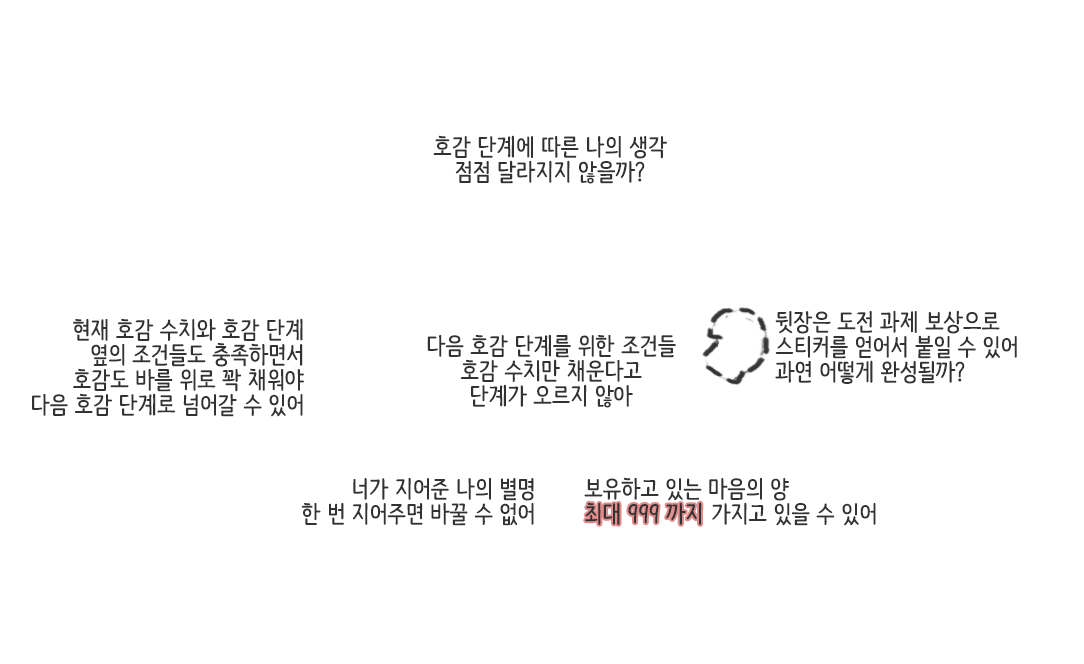 호감 단계에 따른 나의 생각
점점 달라지지 않을까?
현재 호감 수치와 호감 단계
옆의 조건들도 충족하면서
호감도 바를 위로 꽉 채워야
다음 호감 단계로 넘어갈 수 있어
다음 호감 단계를 위한 조건들
호감 수치만 채운다고
단계가 오르지 않아
뒷장은 도전 과제 보상으로
스티커를 얻어서 붙일 수 있어
과연 어떻게 완성될까?
너가 지어준 나의 별명
한 번 지어주면 바꿀 수 없어
보유하고 있는 마음의 양
최대 999 까지 가지고 있을 수 있어